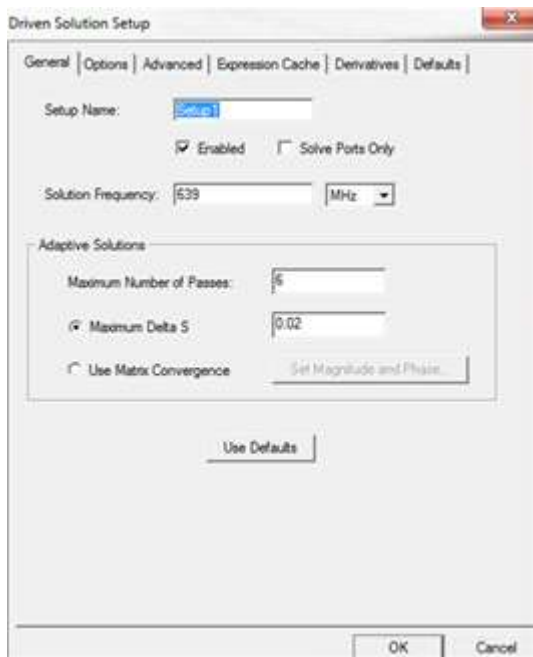 Driven Solution Setup
General | Options | Advanced | Expression Cache | Derivatives | Defaults
Setup Name: Setup1
Enabled Solve Ports Only
Solution Frequency: 639 MHz
Adaptive Solutions
Maximum Number of Passes: 6
Maximum Delta S 0.02
Use Matrix Convergence Set Magnitude and Phase...
Use Defaults
OK Cancel